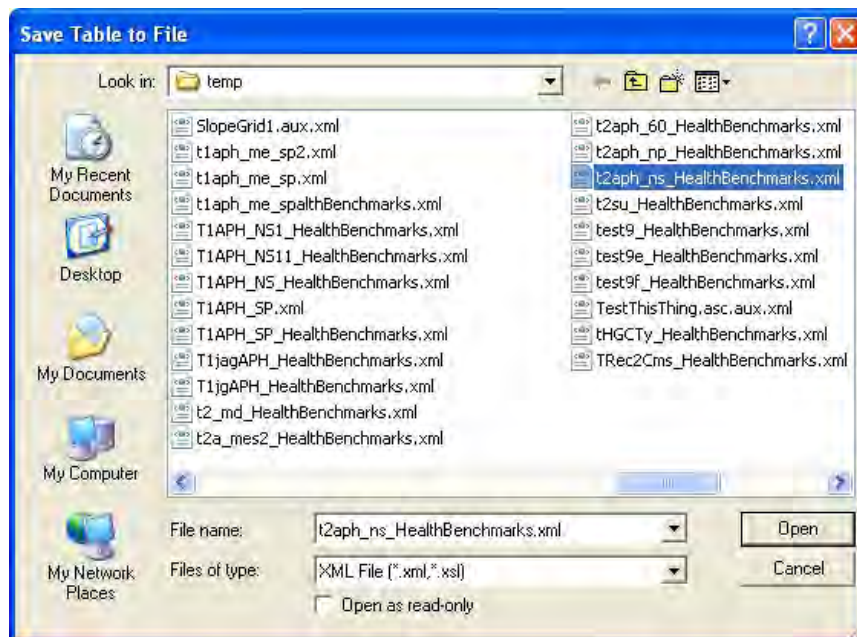 Save Table to File
Look in:
temp
My Recent
Documents
Desktop
My Documents
My Computer
My Network
Places
SlopeGrid1.aux.xml
t1aph_me_sp2.xml
t1aph_me_sp.xml
t1aph_me_spalthBenchmarks.xml
T1APH_NS1_HealthBenchmarks.xml
T1APH_NS11_HealthBenchmarks.xml
T1APH_NS_HealthBenchmarks.xml
T1APH_SP.xml
T1APH_SP_HealthBenchmarks.xml
T1jagAPH_HealthBenchmarks.xml
T1jgAPH_HealthBenchmarks.xml
t2_md_HealthBenchmarks.xml
t2a_mes2_HealthBenchmarks.xml
t2aph_60_HealthBenchmarks.xml
t2aph_np_HealthBenchmarks.xml
t2aph_ns_HealthBenchmarks.xml
t2su_HealthBenchmarks.xml
test9_HealthBenchmarks.xml
test9e_HealthBenchmarks.xml
test9f_HealthBenchmarks.xml
TestThisThing.asc.aux.xml
tHGCTy_HealthBenchmarks.xml
TRec2Cms_HealthBenchmarks.xml
File name:
t2aph_ns_HealthBenchmarks.xml
Open
Files of type:
XML File (*.xml,*.xsl)
Cancel
Open as read-only